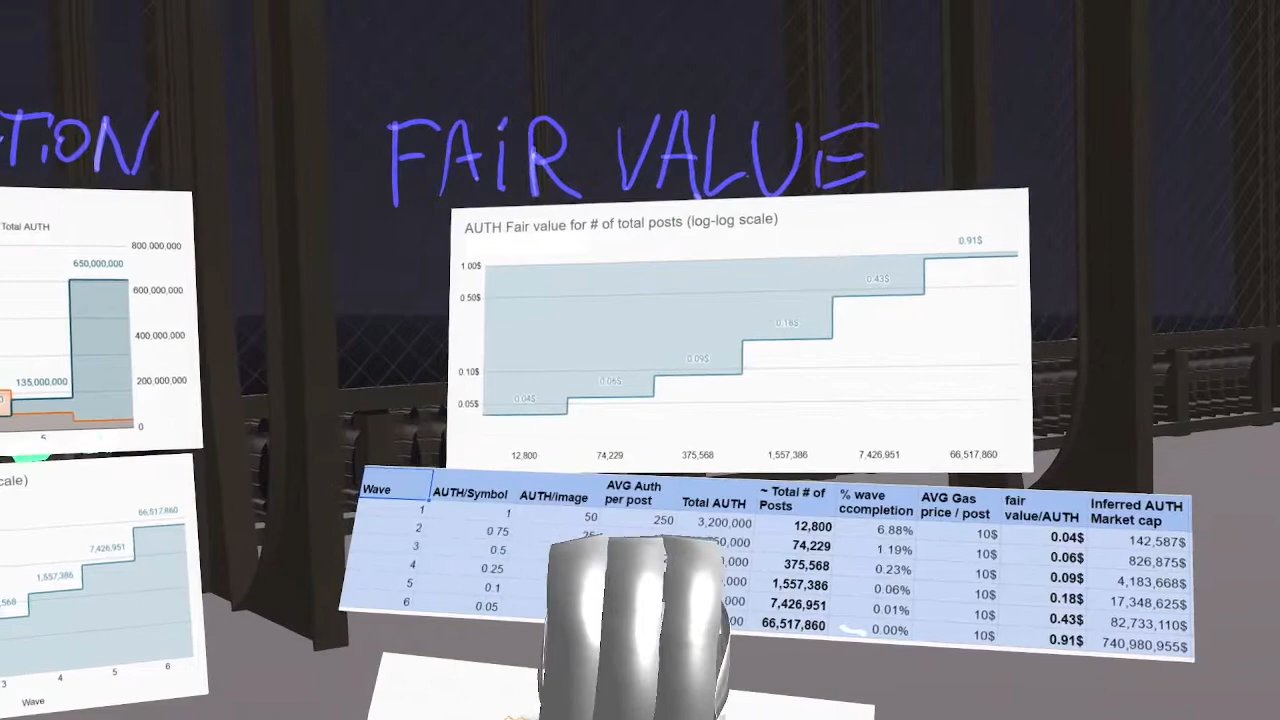 TION
FAIR VALUE
Total AUTH
800,000,000
650,000,000
600,000,000
400,000,000
135,000,000
200,000,000
0
5
AUTH Fair value for # of total posts (log-log scale)
1.00$
0.50$
0.10$
0.05$
0.04$
0.06$
0.09$
0.18$
0.43$
0.91$
12,800 74,229 375,568 1,557,386 7,426,951 66,517,860
cale)
66,517,860
7,426,951
1,557,386
,568
3 4 5 6
Wave
Wave AUTH/Symbol AUTH/image AVG Auth per post Total AUTH ~ Total # of Posts % wave ccompletion AVG Gas price / post fair value/AUTH Inferred AUTH Market cap
1 1 50 250 3,200,000 12,800 6.88% 10$ 0.04$ 142,587$
2 0.75 74,229 1.19% 10$ 0.06$ 826,875$
3 0.5 375,568 0.23% 10$ 0.09$ 4,183,668$
4 0.25 1,557,386 0.06% 10$ 0.18$ 17,348,625$
5 0.1 7,426,951 0.01% 10$ 0.43$ 82,733,110$
6 0.05 66,517,860 0.00% 10$ 0.91$ 740,980,955$